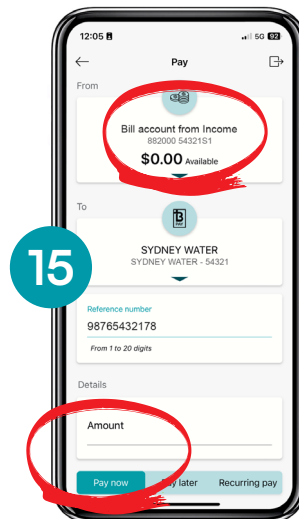 12:05
5G 92
Pay
From
Bill account from Income
882000 54321S1
$0.00 Available
To
B
PAY
SYDNEY WATER
SYDNEY WATER - 54321
15
Reference number
98765432178
From 1 to 20 digits
Details
Amount
Pay now Pay later Recurring pay